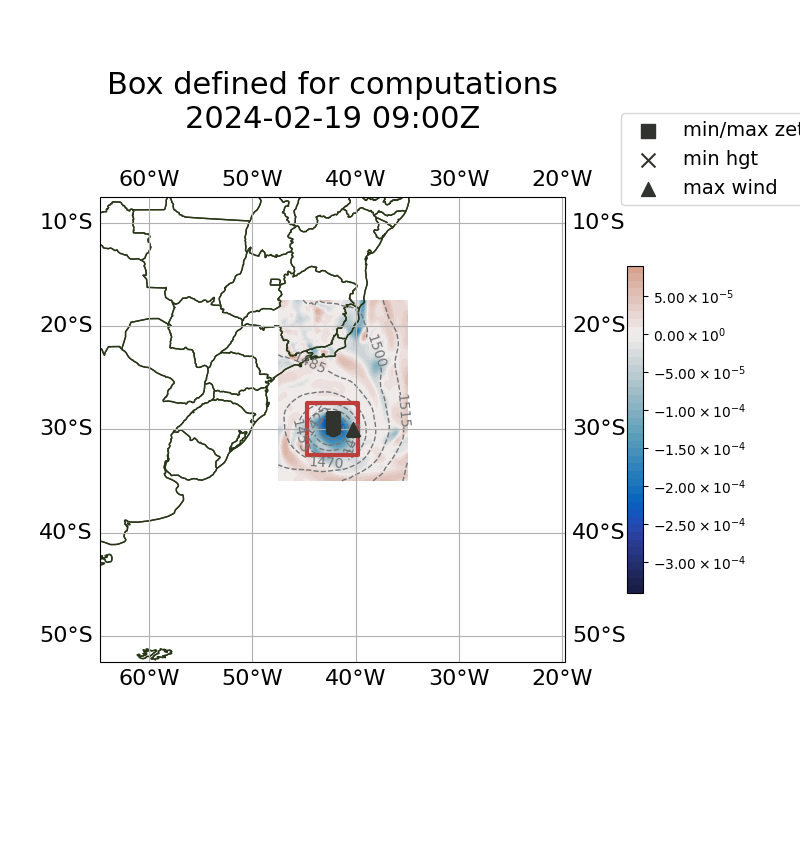 Box defined for computations
2024-02-19 09:00Z
min/max zet
min hgt
max wind
60°W 50°W 40°W 30°W 20°W
10°S 10°S
20°S 20°S
30°S 30°S
40°S 40°S
50°S 50°S
60°W 50°W 40°W 30°W 20°W
1500
1485
1515
1470
5.00 × 10⁻⁵
0.00 × 10⁰
−5.00 × 10⁻⁵
−1.00 × 10⁻⁴
−1.50 × 10⁻⁴
−2.00 × 10⁻⁴
−2.50 × 10⁻⁴
−3.00 × 10⁻⁴